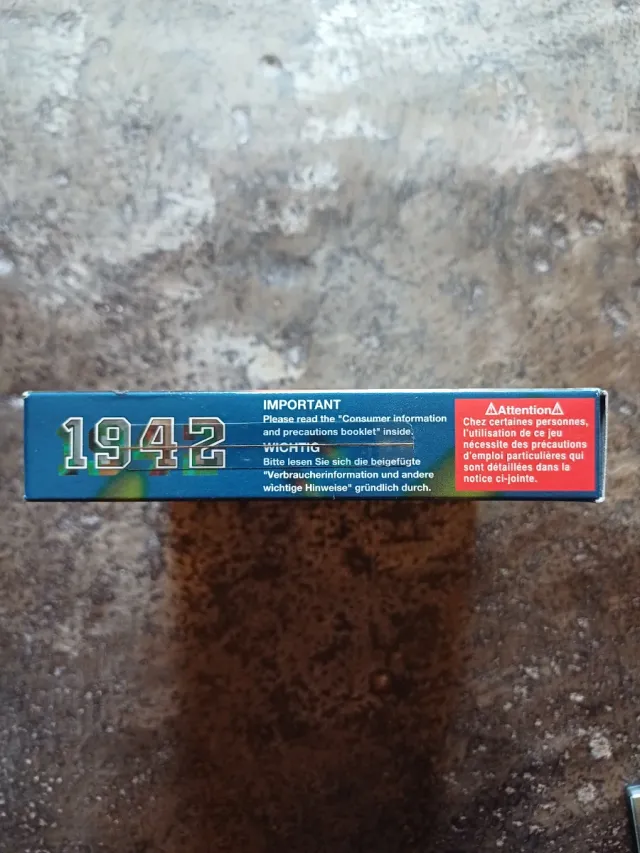 1942
IMPORTANT
Please read the "Consumer information
and precautions booklet" inside.
WICHTIG
Bitte lesen Sie sich die beigefügte
"Verbraucherinformation und andere
wichtige Hinweise" gründlich durch.
⚠Attention⚠
Chez certaines personnes,
l'utilisation de ce jeu
nécessite des précautions
d'emploi particulières qui
sont détaillées dans la
notice ci-jointe.